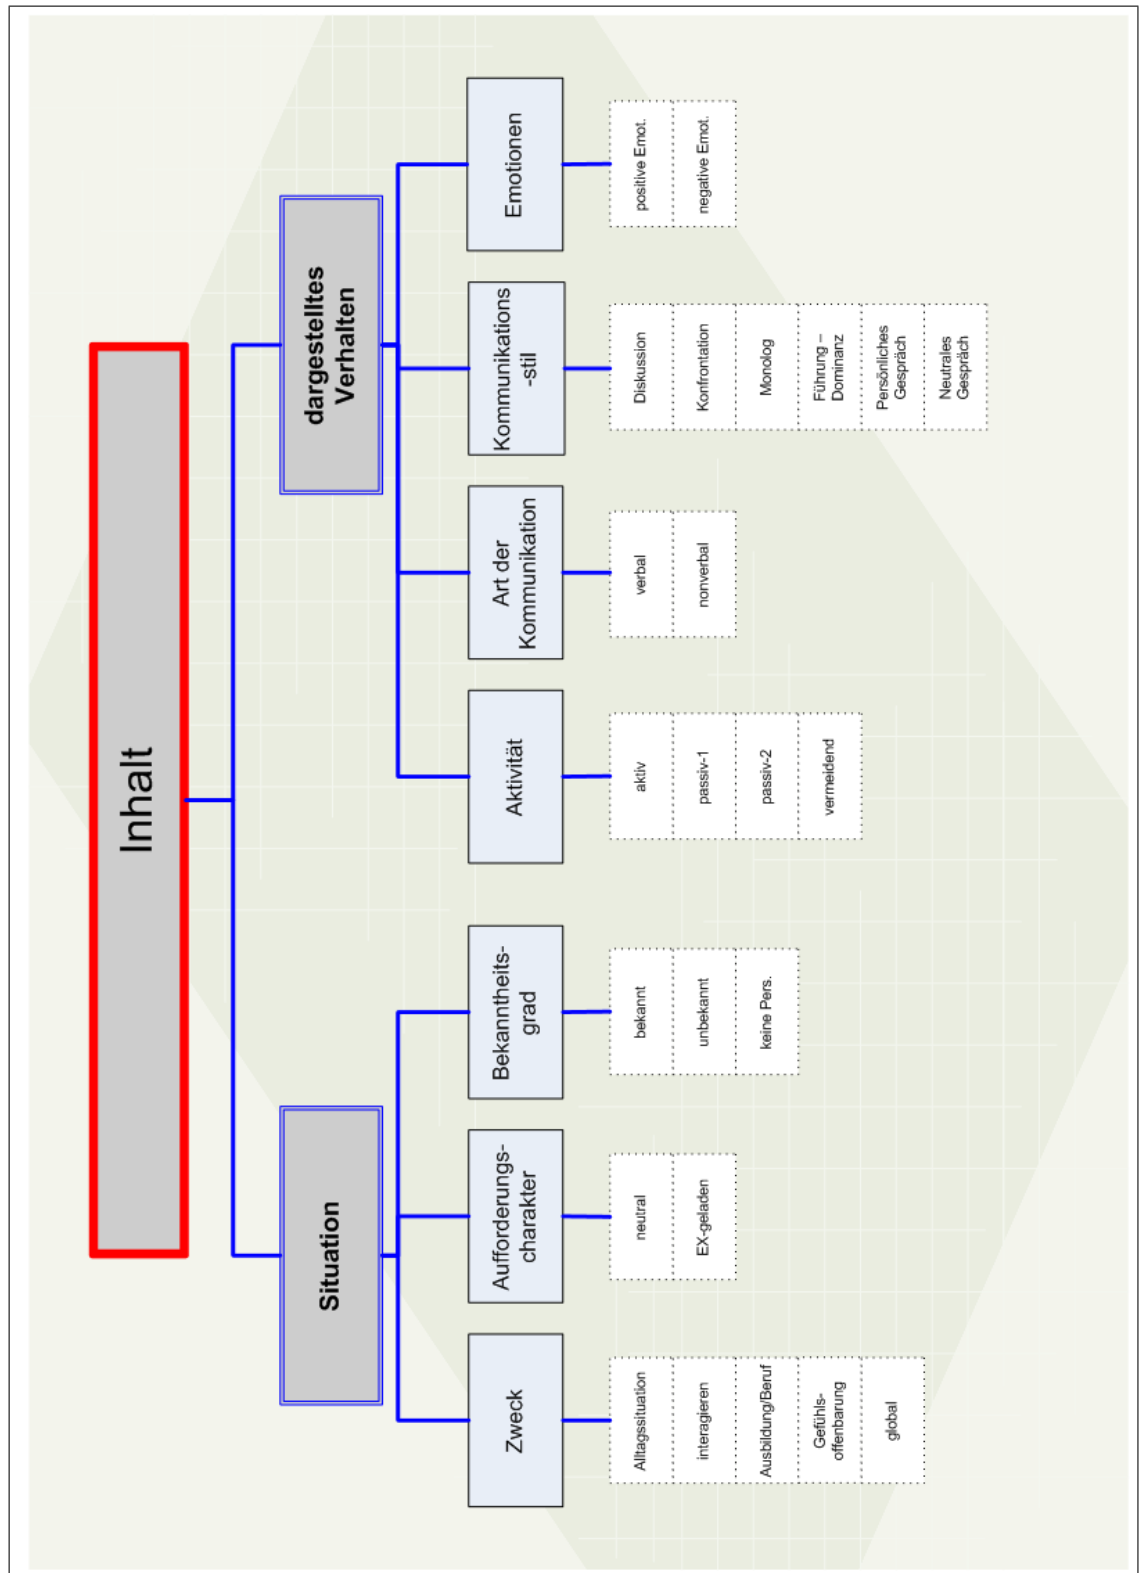 Inhalt
Situation
dargestelltes
Verhalten
Zweck
Aufforderungs-
charakter
Bekanntheits-
grad
Aktivität
Art der
Kommunikation
Kommunikations
-stil
Emotionen
Alltagssituation
interagieren
Ausbildung/Beruf
Gefühls-
offenbarung
global
neutral
EX-geladen
bekannt
unbekannt
keine Pers.
aktiv
passiv-1
passiv-2
vermeidend
verbal
nonverbal
Diskussion
Konfrontation
Monolog
Führung –
Dominanz
Persönliches
Gespräch
Neutrales
Gespräch
positive Emot.
negative Emot.